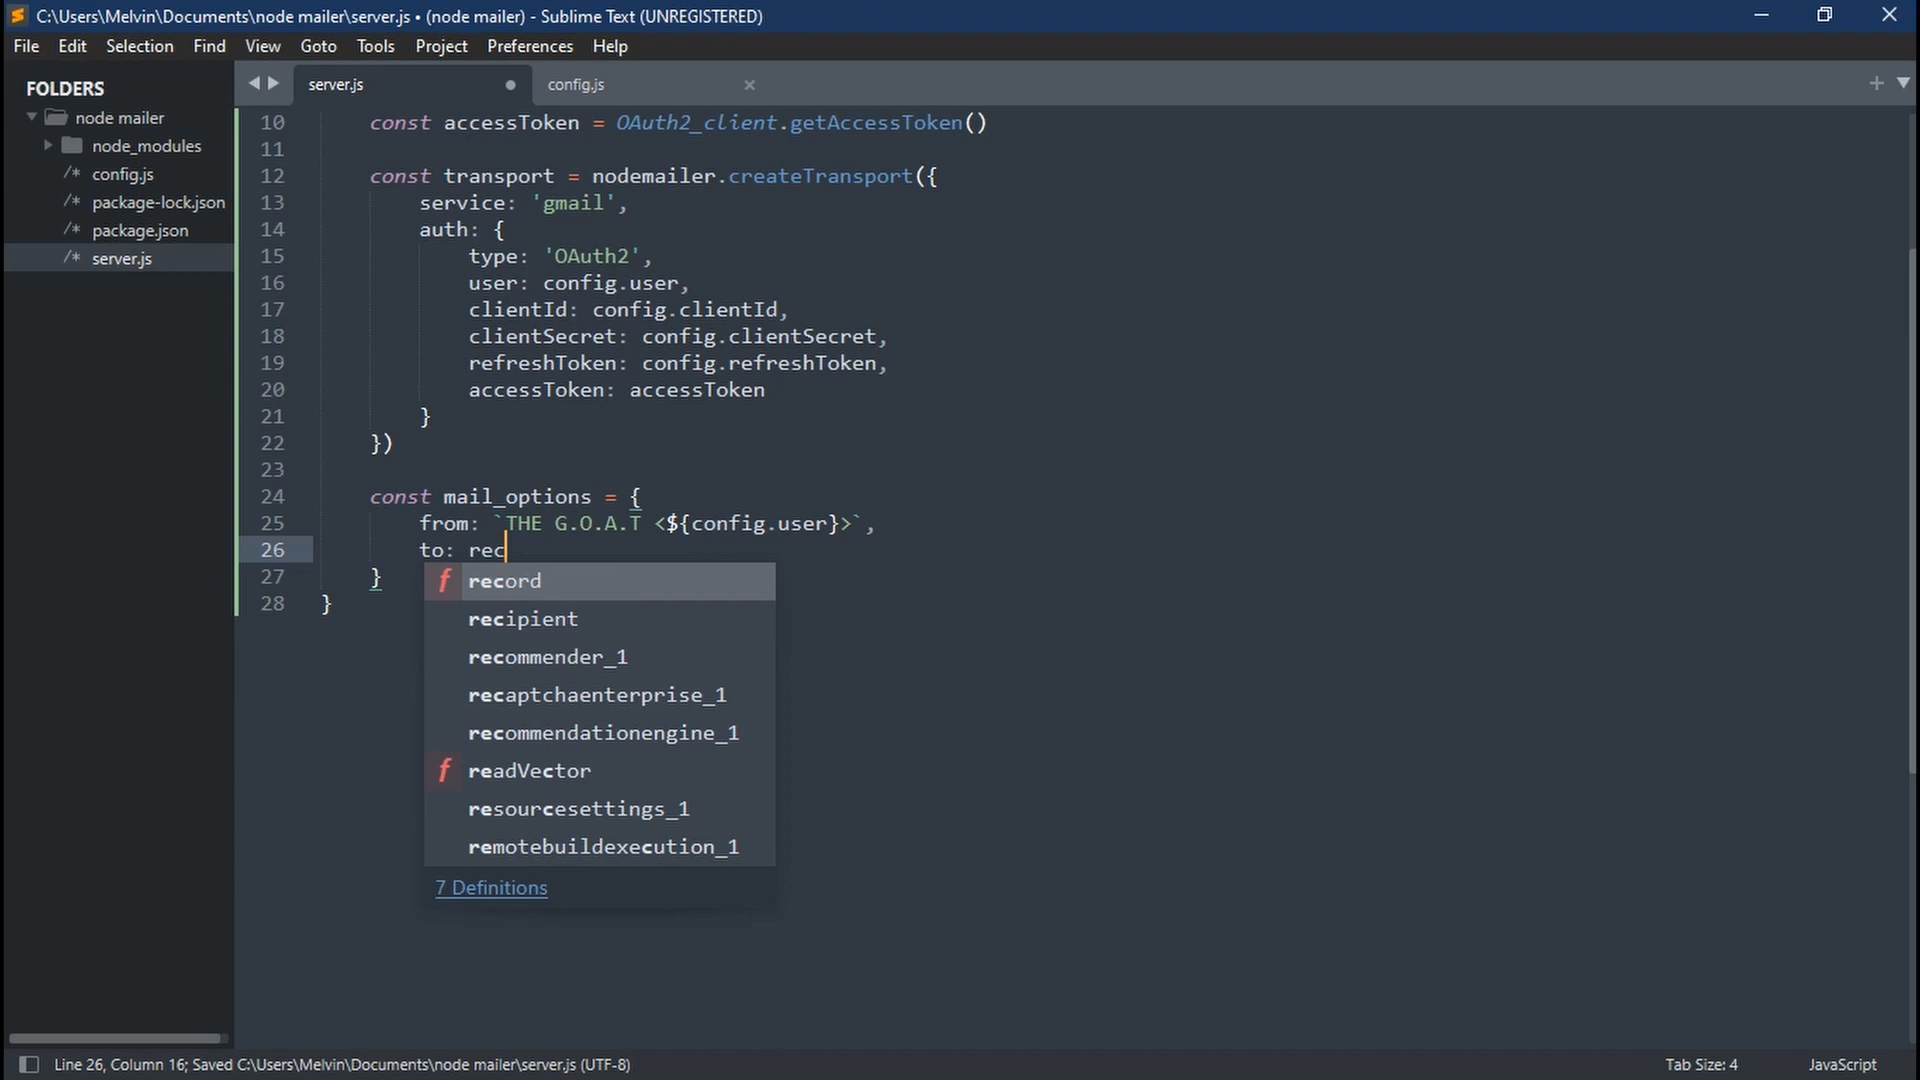 C:\Users\Melvin\Documents\node mailer\server.js • (node mailer) - Sublime Text (UNREGISTERED)
File Edit Selection Find View Goto Tools Project Preferences Help
FOLDERS
node mailer
node_modules
/* config.js
/* package-lock.json
/* package.json
/* server.js
server.js
config.js
10 const accessToken = OAuth2_client.getAccessToken()
11
12 const transport = nodemailer.createTransport({
13 service: 'gmail',
14 auth: {
15 type: 'OAuth2',
16 user: config.user,
17 clientId: config.clientId,
18 clientSecret: config.clientSecret,
19 refreshToken: config.refreshToken,
20 accessToken: accessToken
21 }
22 })
23
24 const mail_options = {
25 from: `THE G.O.A.T <${config.user}>`,
26 to: rec
27 }
28 }
f record
recipient
recommender_1
recaptchaenterprise_1
recommendationengine_1
f readVector
resourcesettings_1
remotebuildexecution_1
7 Definitions
Line 26, Column 16; Saved C:\Users\Melvin\Documents\node mailer\server.js (UTF-8)
Tab Size: 4
JavaScript